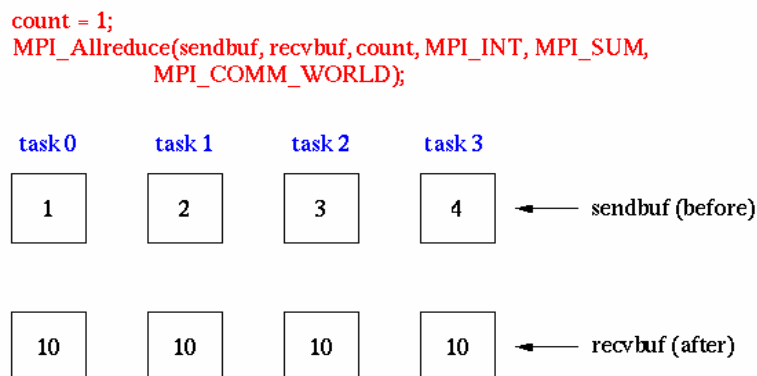 count = 1;
MPI_Allreduce(sendbuf, recvbuf, count, MPI_INT, MPI_SUM,
MPI_COMM_WORLD);
task 0 task 1 task 2 task 3
1 2 3 4 sendbuf (before)
10 10 10 10 recvbuf (after)